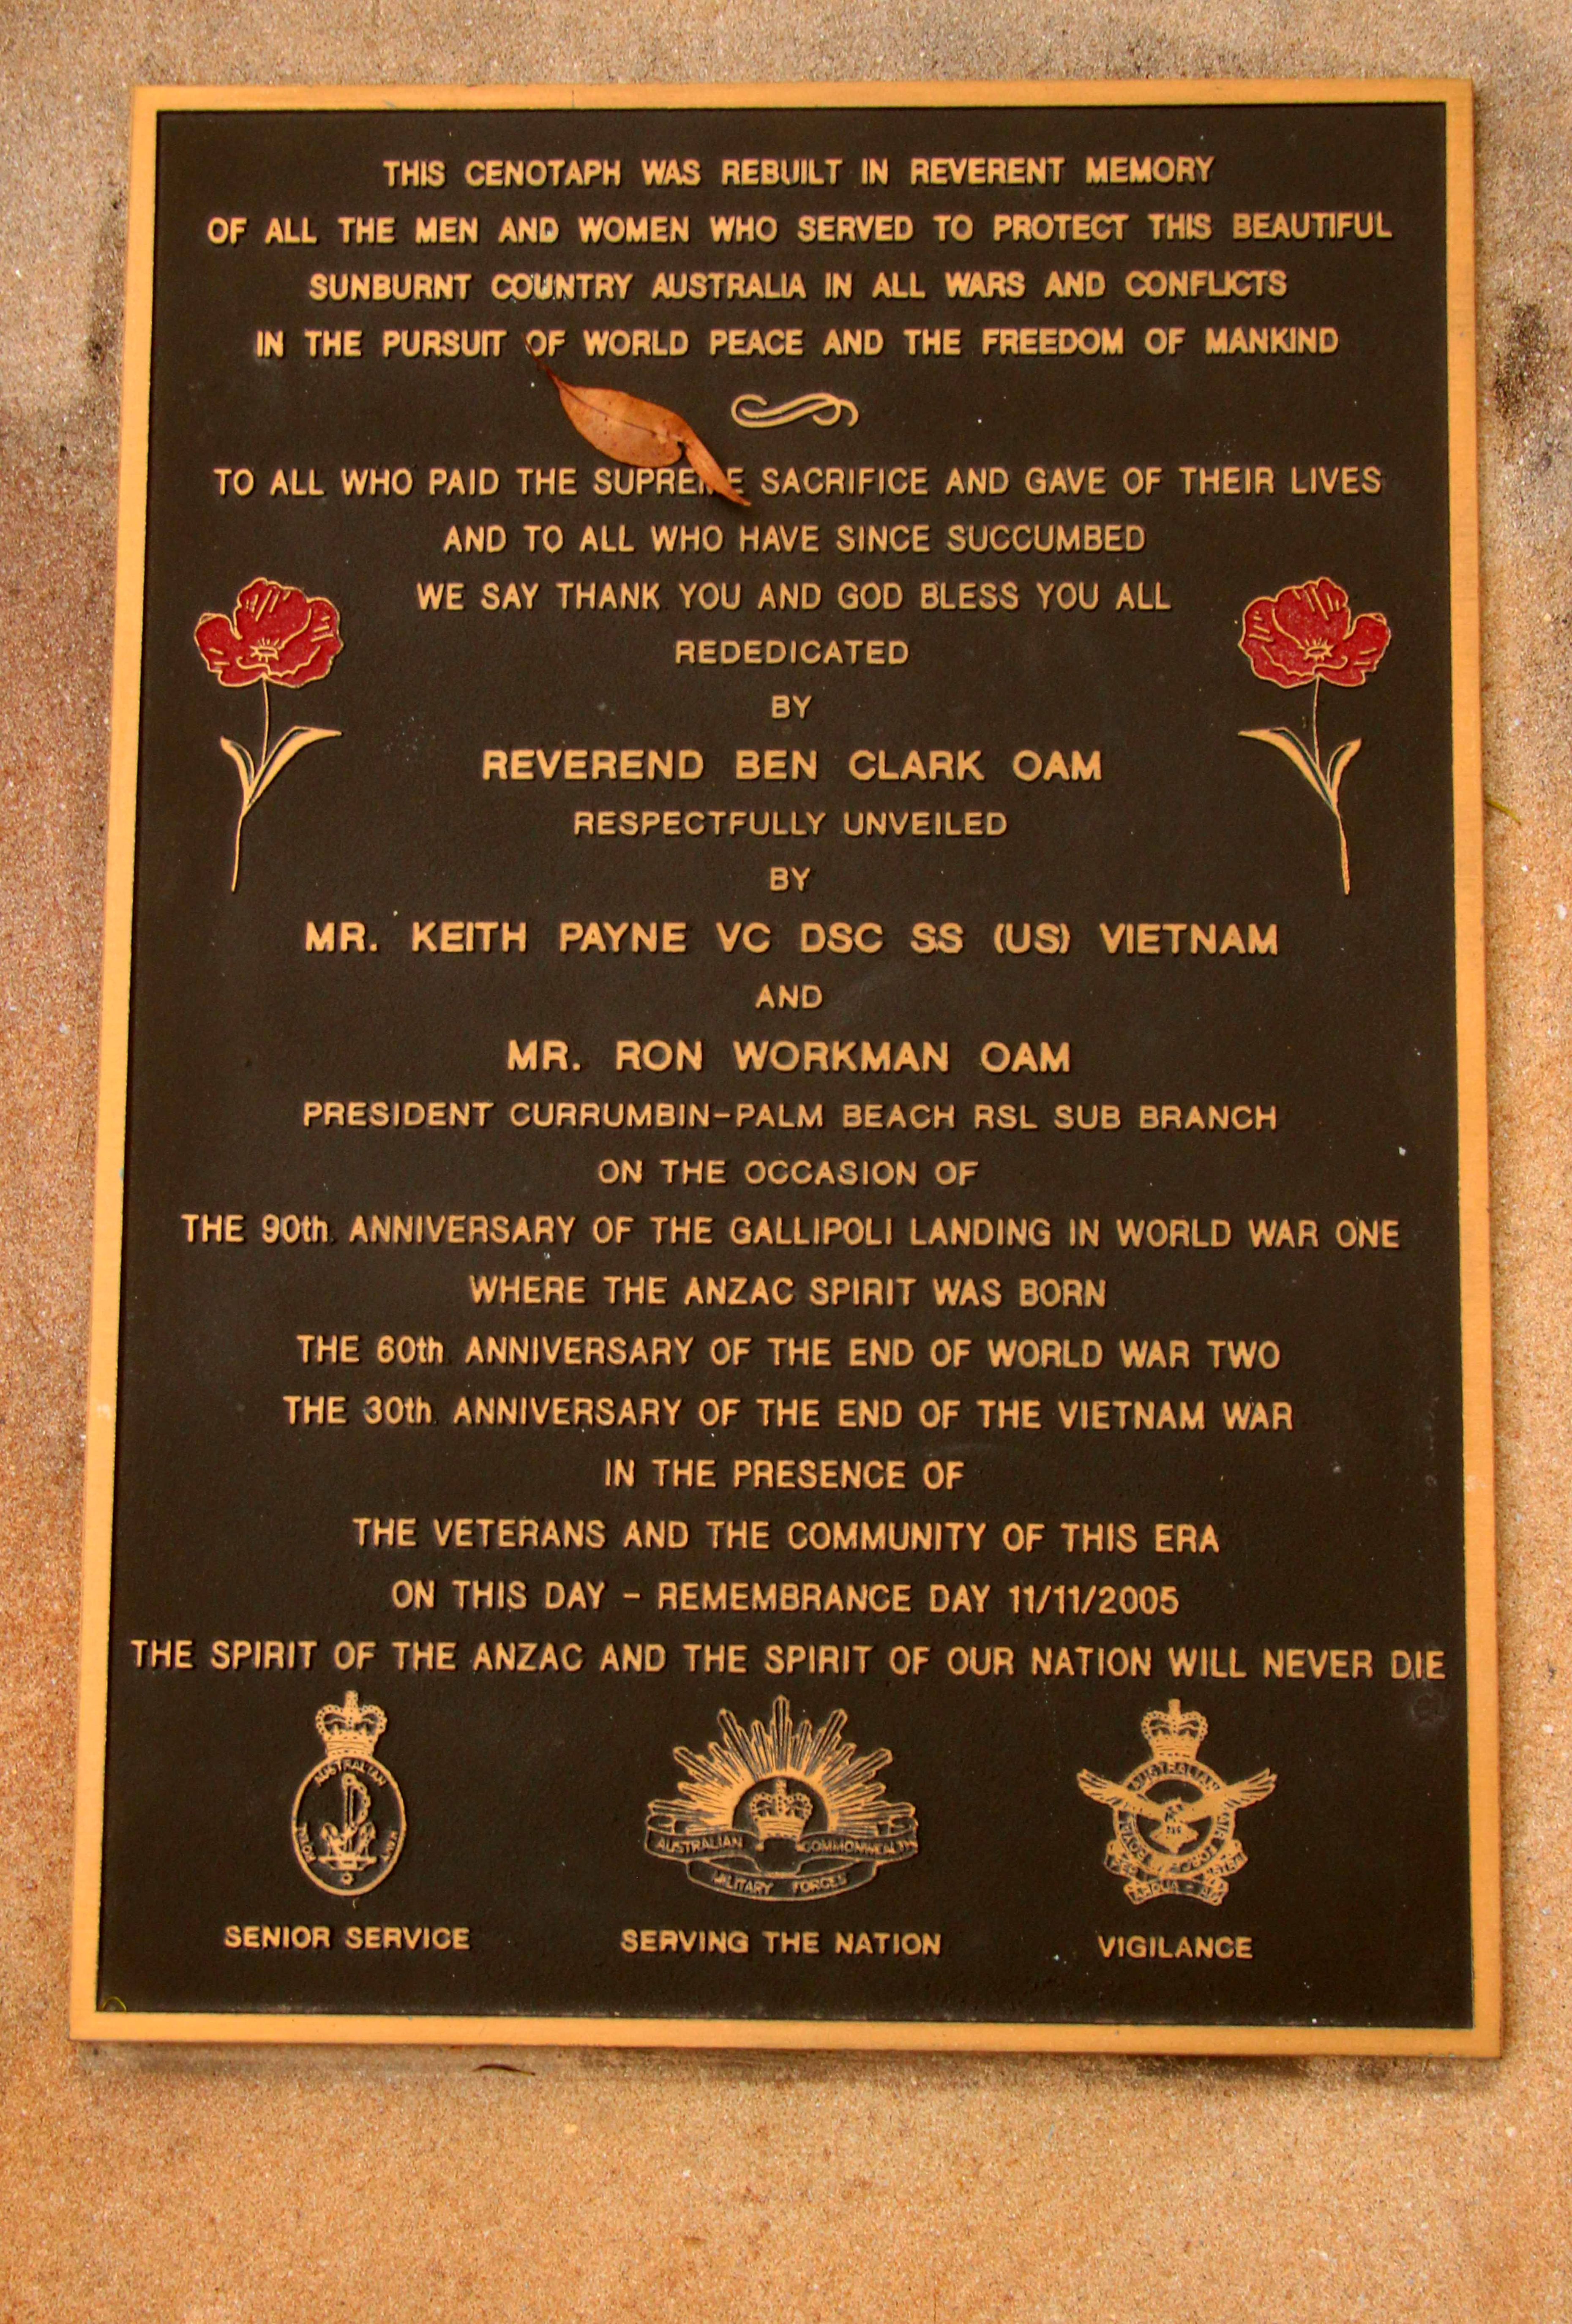 THIS CENOTAPH WAS REBUILT IN REVERENT MEMORY
OF ALL THE MEN AND WOMEN WHO SERVED TO PROTECT THIS BEAUTIFUL
SUNBURNT COUNTRY AUSTRALIA IN ALL WARS AND CONFLICTS
IN THE PURSUIT OF WORLD PEACE AND THE FREEDOM OF MANKIND
TO ALL WHO PAID THE SUPREME SACRIFICE AND GAVE OF THEIR LIVES
AND TO ALL WHO HAVE SINCE SUCCUMBED
WE SAY THANK YOU AND GOD BLESS YOU ALL
REDEDICATED
BY
REVEREND BEN CLARK OAM
RESPECTFULLY UNVEILED
BY
MR. KEITH PAYNE VC DSC SS (US) VIETNAM
AND
MR. RON WORKMAN OAM
PRESIDENT CURRUMBIN-PALM BEACH RSL SUB BRANCH
ON THE OCCASION OF
THE 90th. ANNIVERSARY OF THE GALLIPOLI LANDING IN WORLD WAR ONE
WHERE THE ANZAC SPIRIT WAS BORN
THE 60th. ANNIVERSARY OF THE END OF WORLD WAR TWO
THE 30th. ANNIVERSARY OF THE END OF THE VIETNAM WAR
IN THE PRESENCE OF
THE VETERANS AND THE COMMUNITY OF THIS ERA
ON THIS DAY - REMEMBRANCE DAY 11/11/2005
THE SPIRIT OF THE ANZAC AND THE SPIRIT OF OUR NATION WILL NEVER DIE
ROYAL AUSTRALIAN NAVY
AUSTRALIAN COMMONWEALTH
MILITARY FORCES
ROYAL AUSTRALIAN AIR FORCE
SENIOR SERVICE
SERVING THE NATION
VIGILANCE